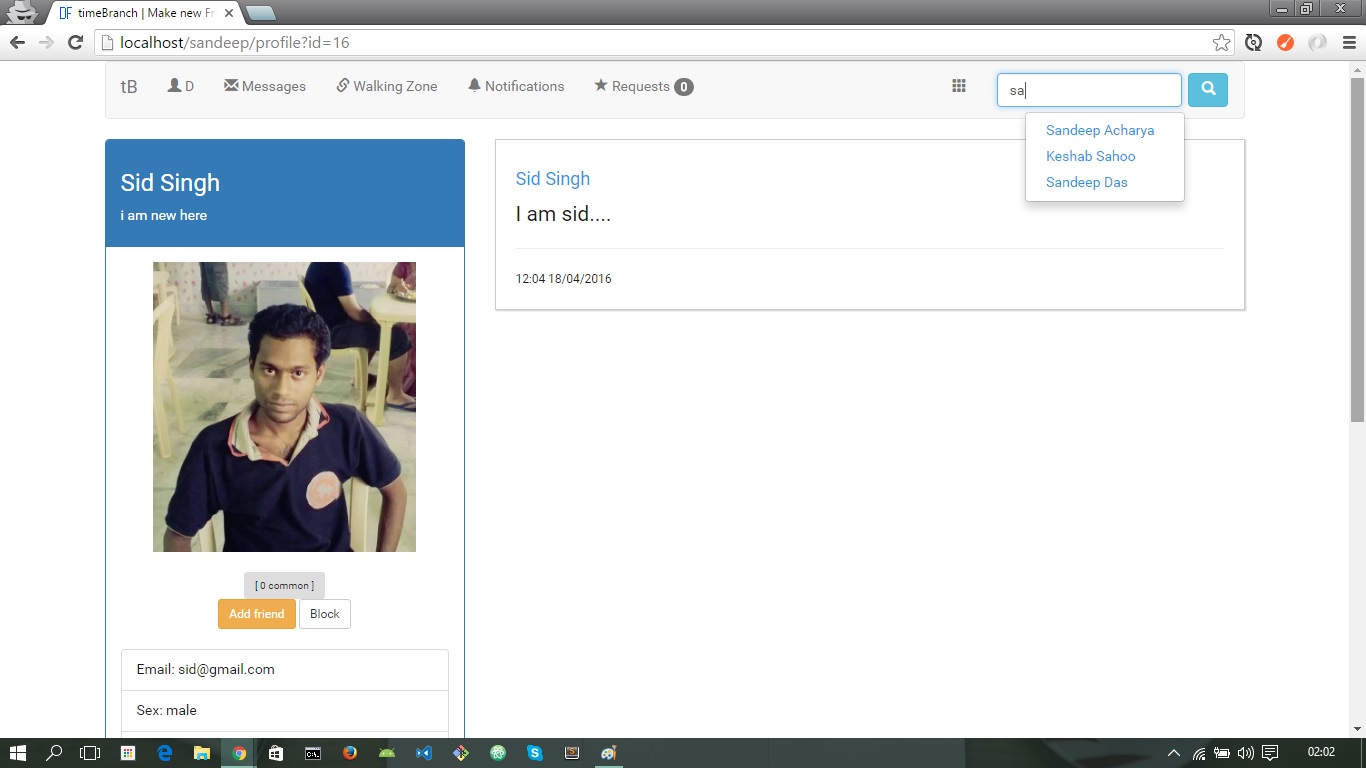 DF timeBranch | Make new Fr
localhost/sandeep/profile?id=16
tB
D
Messages
Walking Zone
Notifications
Requests 0
sa
Sandeep Acharya
Keshab Sahoo
Sandeep Das
Sid Singh
i am new here
Sid Singh
I am sid....
12:04 18/04/2016
[ 0 common ]
Add friend
Block
Email: sid@gmail.com
Sex: male
02:02